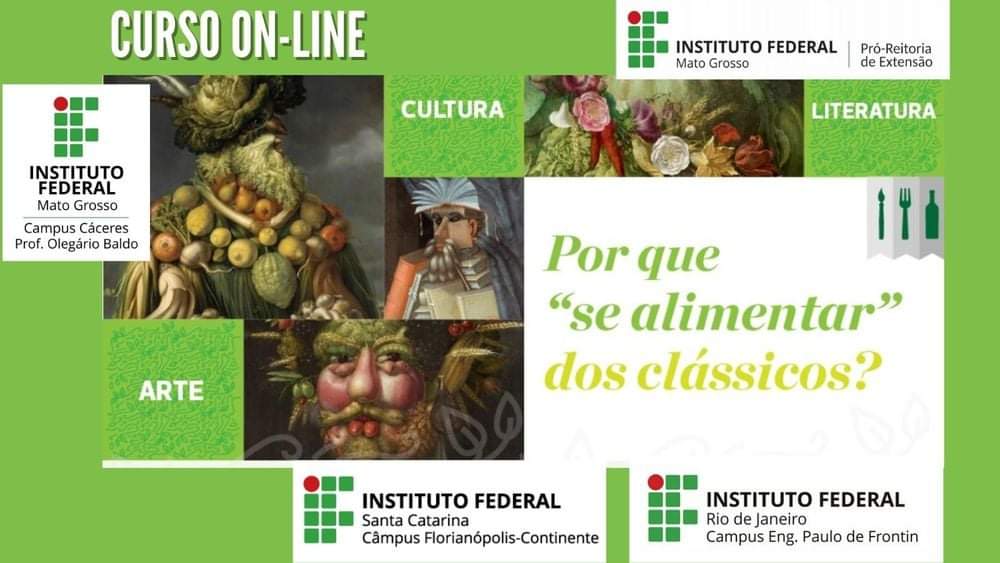 CURSO ON-LINE
INSTITUTO FEDERAL
Mato Grosso
Pró-Reitoria
de Extensão
INSTITUTO
FEDERAL
Mato Grosso
Campus Cáceres
Prof. Olegário Baldo
CULTURA
LITERATURA
Por que
“se alimentar”
dos clássicos?
ARTE
INSTITUTO FEDERAL
Santa Catarina
Câmpus Florianópolis-Continente
INSTITUTO FEDERAL
Rio de Janeiro
Campus Eng. Paulo de Frontin